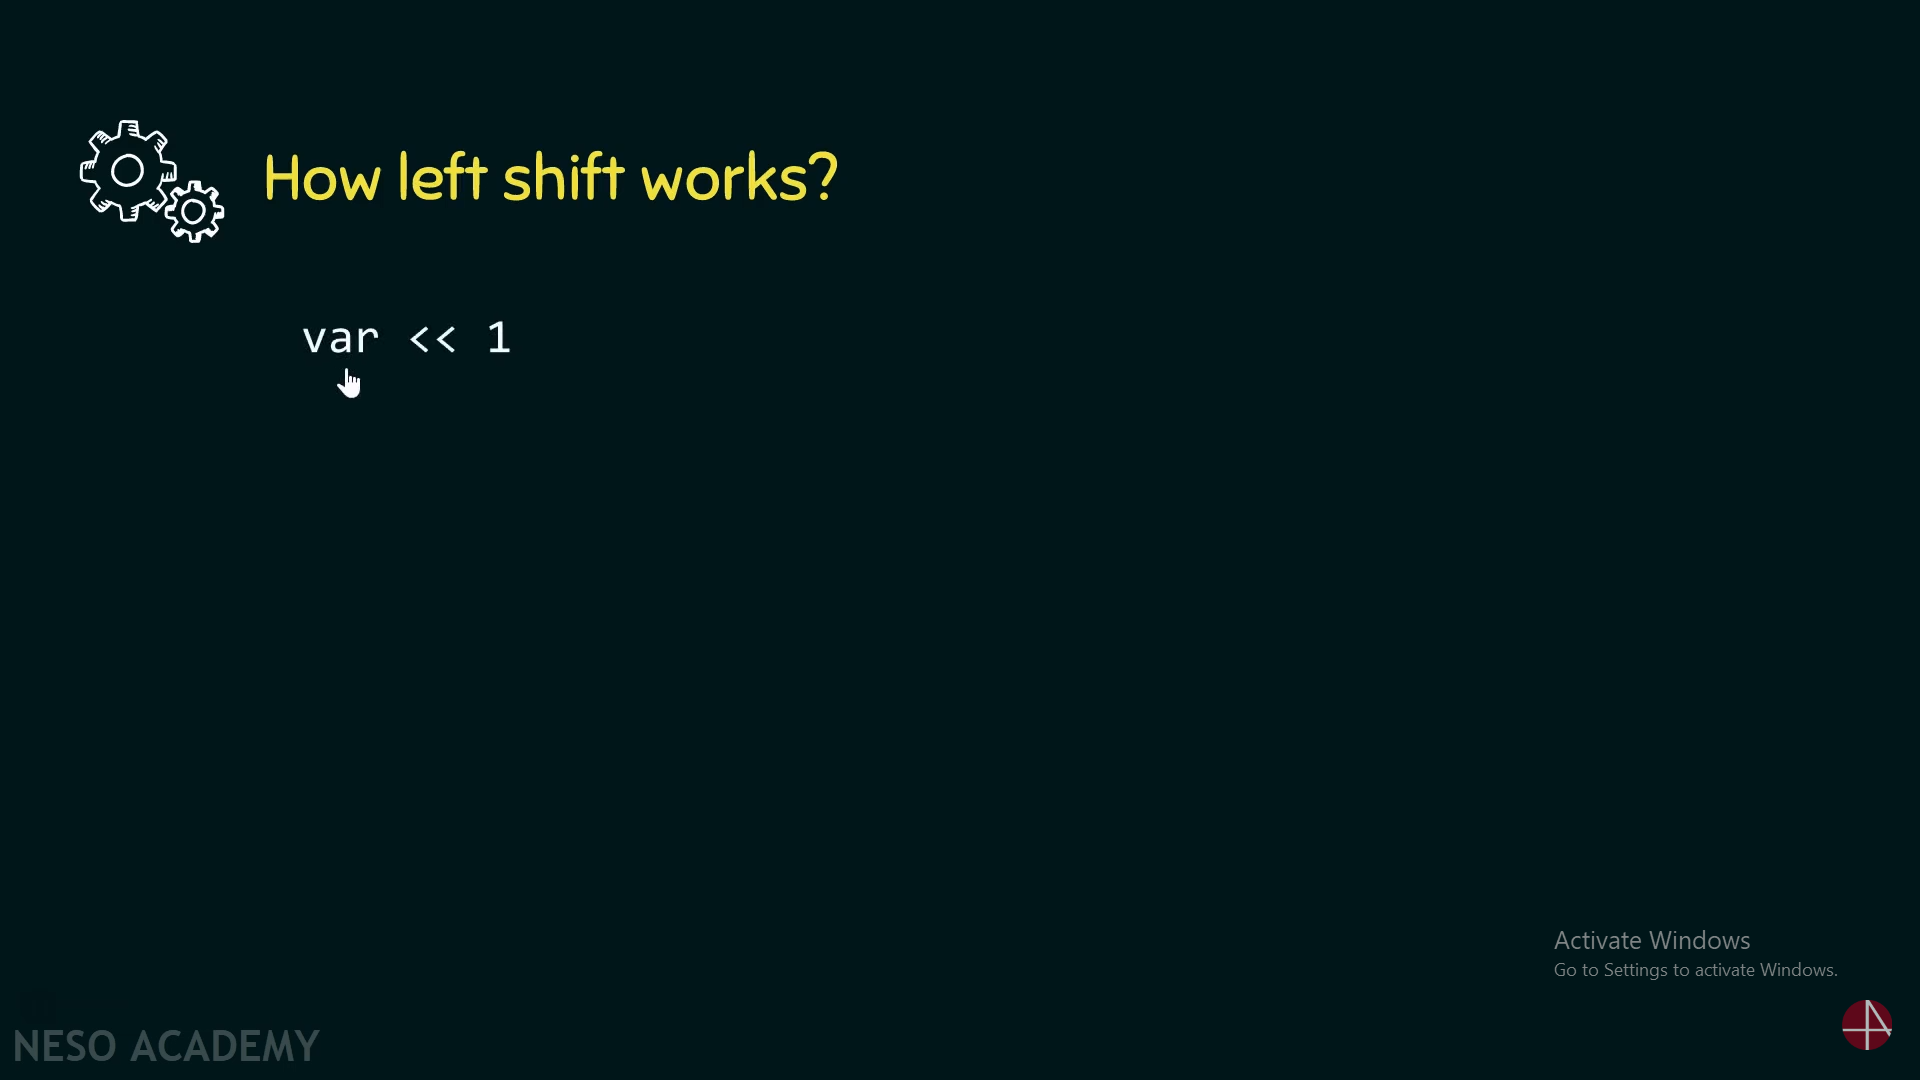 How left shift works?
var << 1
Activate Windows
Go to Settings to activate Windows.
NESO ACADEMY